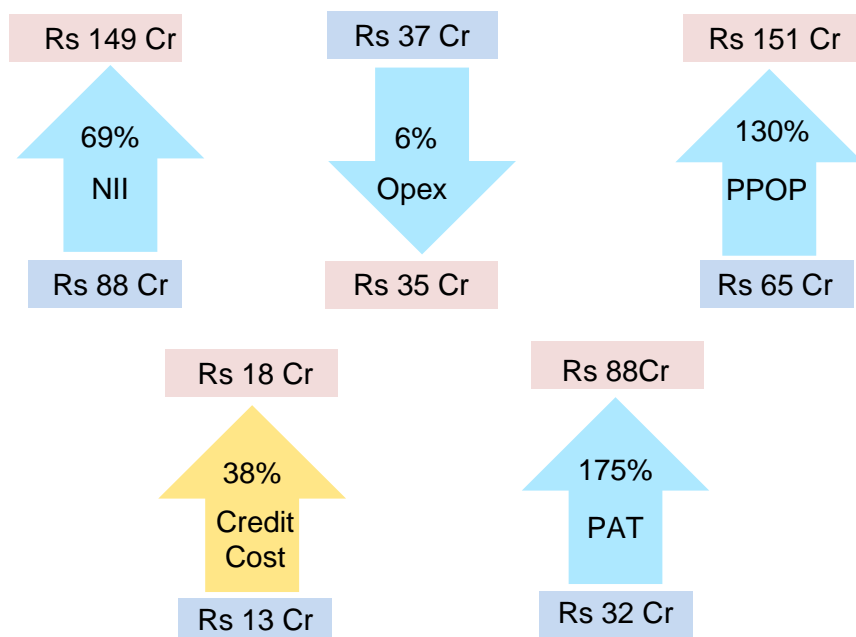 Rs 149 Cr
69%
NII
Rs 88 Cr
Rs 37 Cr
6%
Opex
Rs 35 Cr
Rs 151 Cr
130%
PPOP
Rs 65 Cr
Rs 18 Cr
38%
Credit
Cost
Rs 13 Cr
Rs 88Cr
175%
PAT
Rs 32 Cr